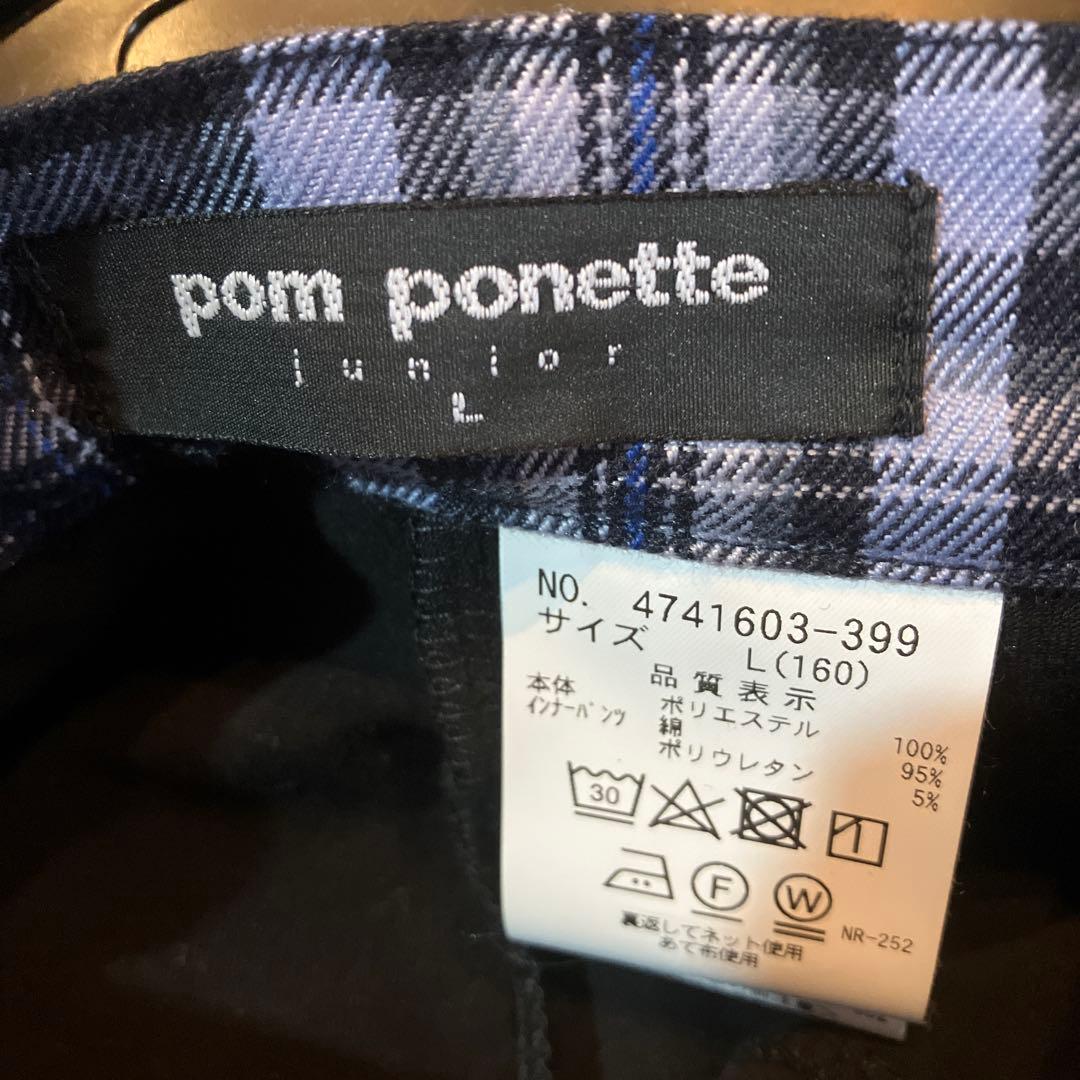 pom ponette
junior
L
NO. 4741603-399
サイズ L(160)
品質表示
本体 ポリエステル 100%
インナーパンツ 綿 95%
ポリウレタン 5%
30
F W
裏返してネット使用 NR-252
あて布使用